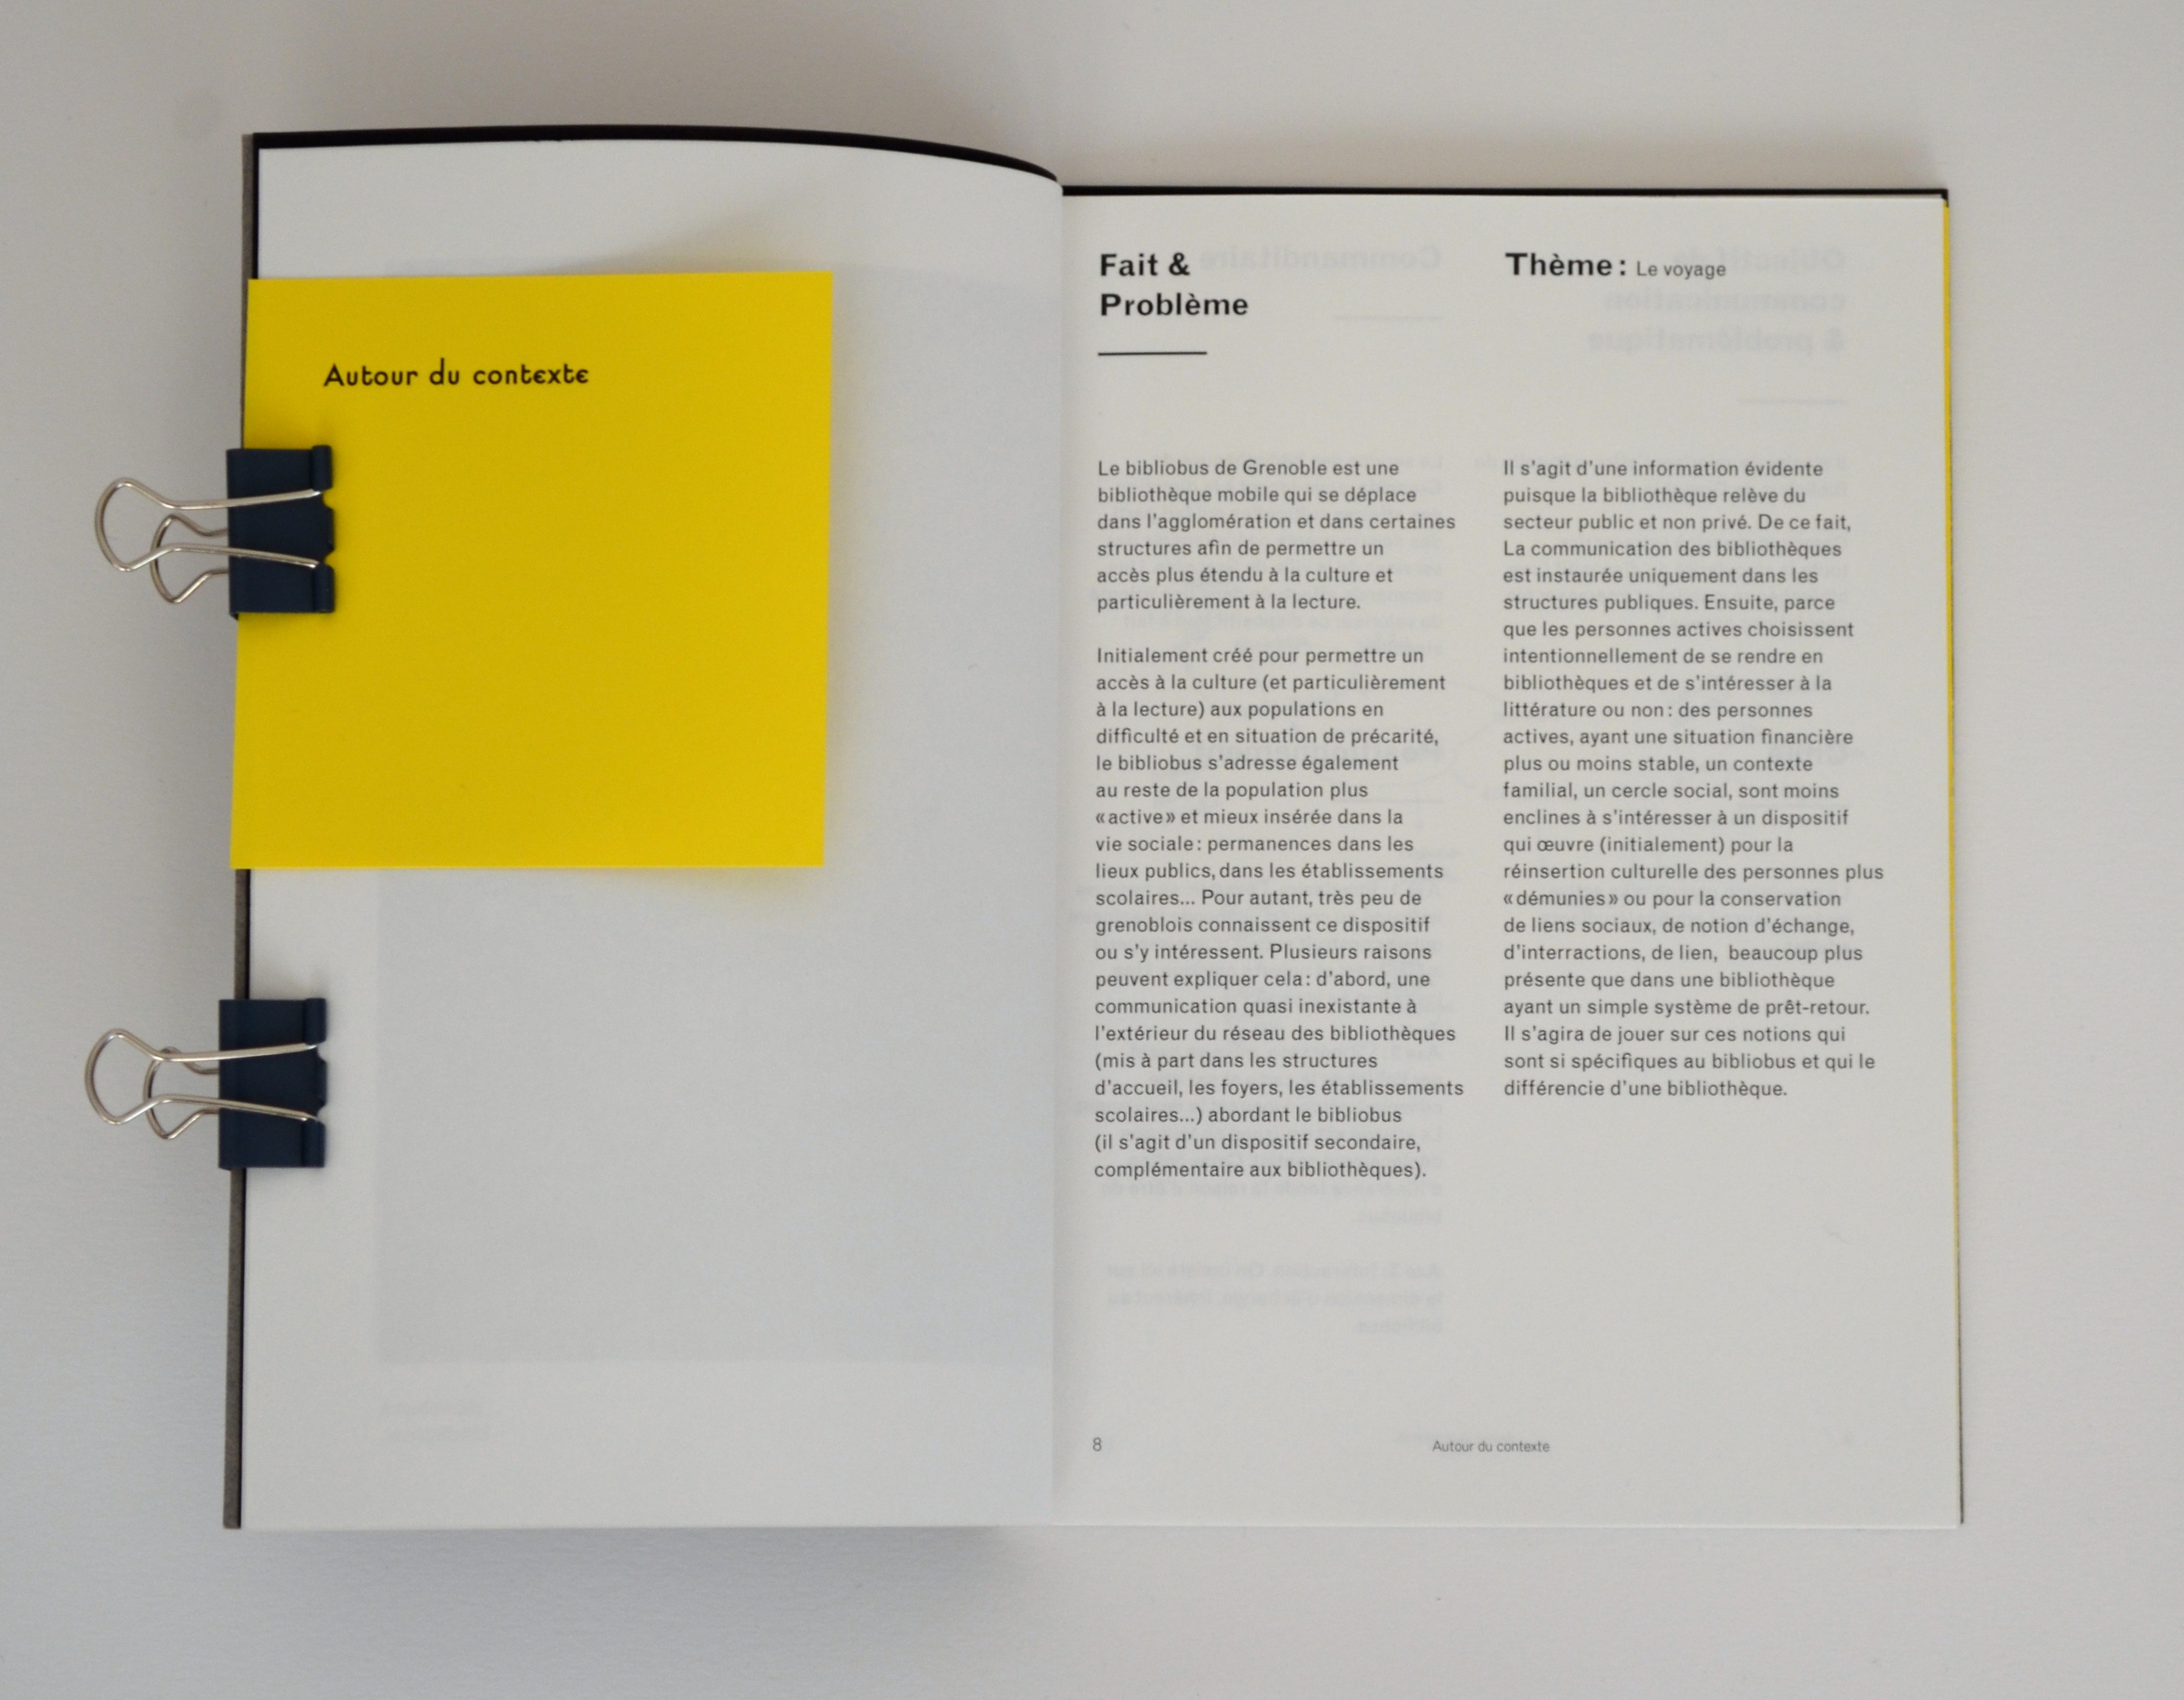 Autour du contexte
Fait &
Problème
Le bibliobus de Grenoble est une
bibliothèque mobile qui se déplace
dans l'agglomération et dans certaines
structures afin de permettre un
accès plus étendu à la culture et
particulièrement à la lecture.
Initialement créé pour permettre un
accès à la culture (et particulièrement
à la lecture) aux populations en
difficulté et en situation de précarité,
le bibliobus s'adresse également
au reste de la population plus
«active» et mieux insérée dans la
vie sociale : permanences dans les
lieux publics, dans les établissements
scolaires... Pour autant, très peu de
grenoblois connaissent ce dispositif
ou s'y intéressent. Plusieurs raisons
peuvent expliquer cela : d'abord, une
communication quasi inexistante à
l'extérieur du réseau des bibliothèques
(mis à part dans les structures
d'accueil, les foyers, les établissements
scolaires...) abordant le bibliobus
(il s'agit d'un dispositif secondaire,
complémentaire aux bibliothèques).
Thème : Le voyage
Il s'agit d'une information évidente
puisque la bibliothèque relève du
secteur public et non privé. De ce fait,
La communication des bibliothèques
est instaurée uniquement dans les
structures publiques. Ensuite, parce
que les personnes actives choisissent
intentionnellement de se rendre en
bibliothèques et de s'intéresser à la
littérature ou non : des personnes
actives, ayant une situation financière
plus ou moins stable, un contexte
familial, un cercle social, sont moins
enclines à s'intéresser à un dispositif
qui œuvre (initialement) pour la
réinsertion culturelle des personnes plus
«démunies» ou pour la conservation
de liens sociaux, de notion d'échange,
d'interractions, de lien, beaucoup plus
présente que dans une bibliothèque
ayant un simple système de prêt-retour.
Il s'agira de jouer sur ces notions qui
sont si spécifiques au bibliobus et qui le
différencie d'une bibliothèque.
8
Autour du contexte